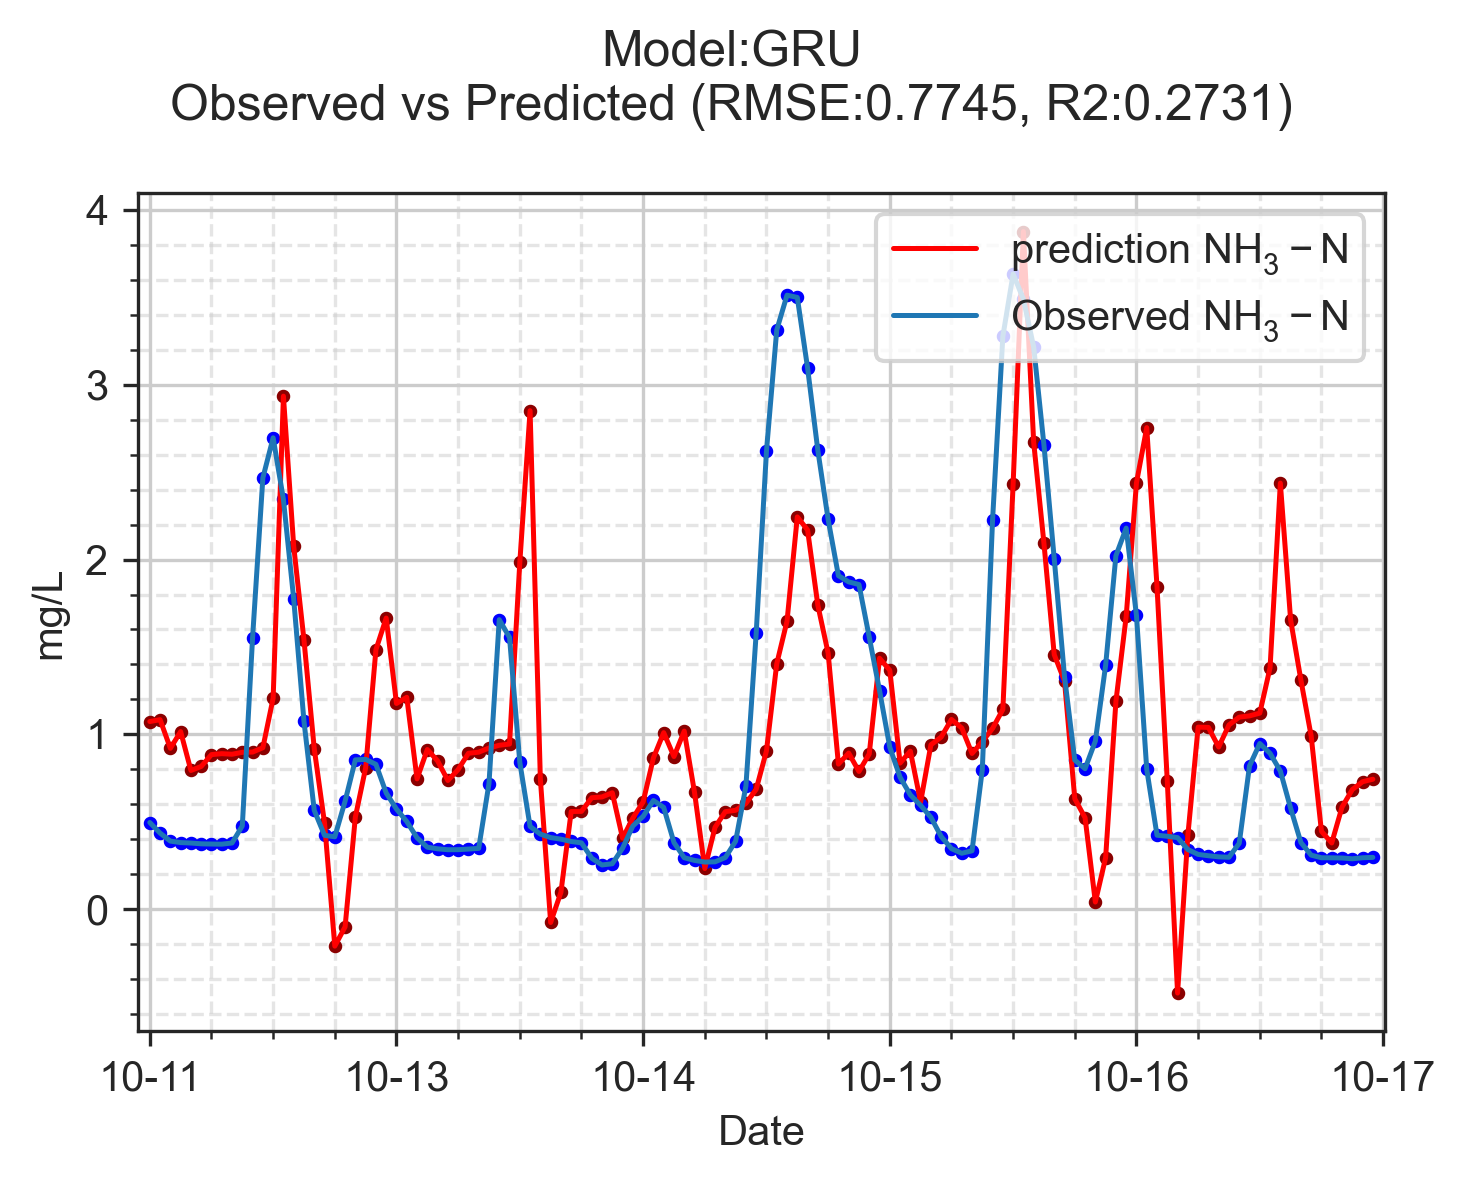 Model:GRU
Observed vs Predicted (RMSE:0.7745, R2:0.2731)
prediction NH₃ − N
Observed NH₃ − N
4
3
2
1
0
mg/L
10-11 10-13 10-14 10-15 10-16 10-17
Date